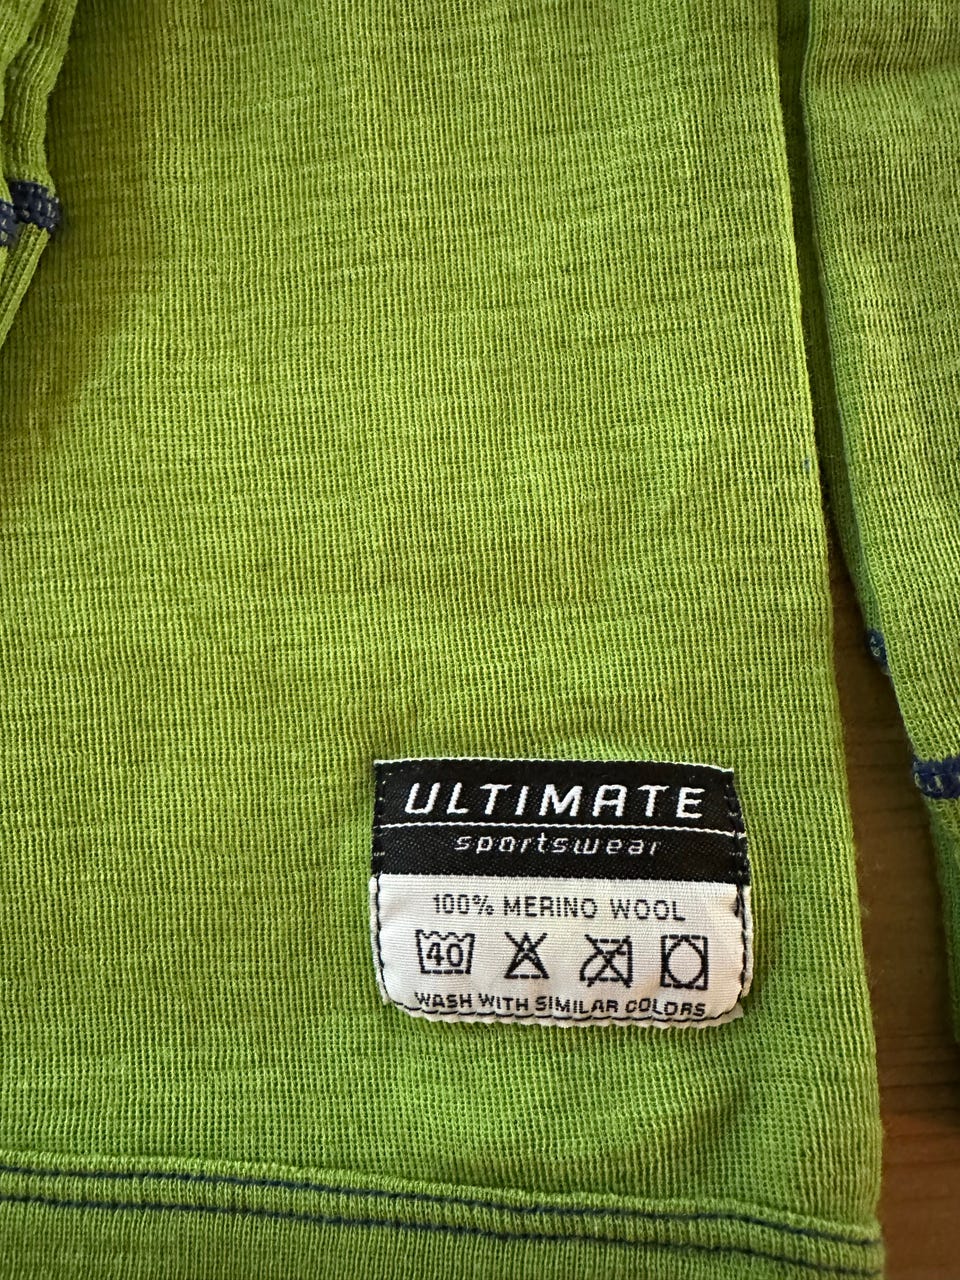 ULTIMATE
sportswear
100% MERINO WOOL
40
WASH WITH SIMILAR COLORS